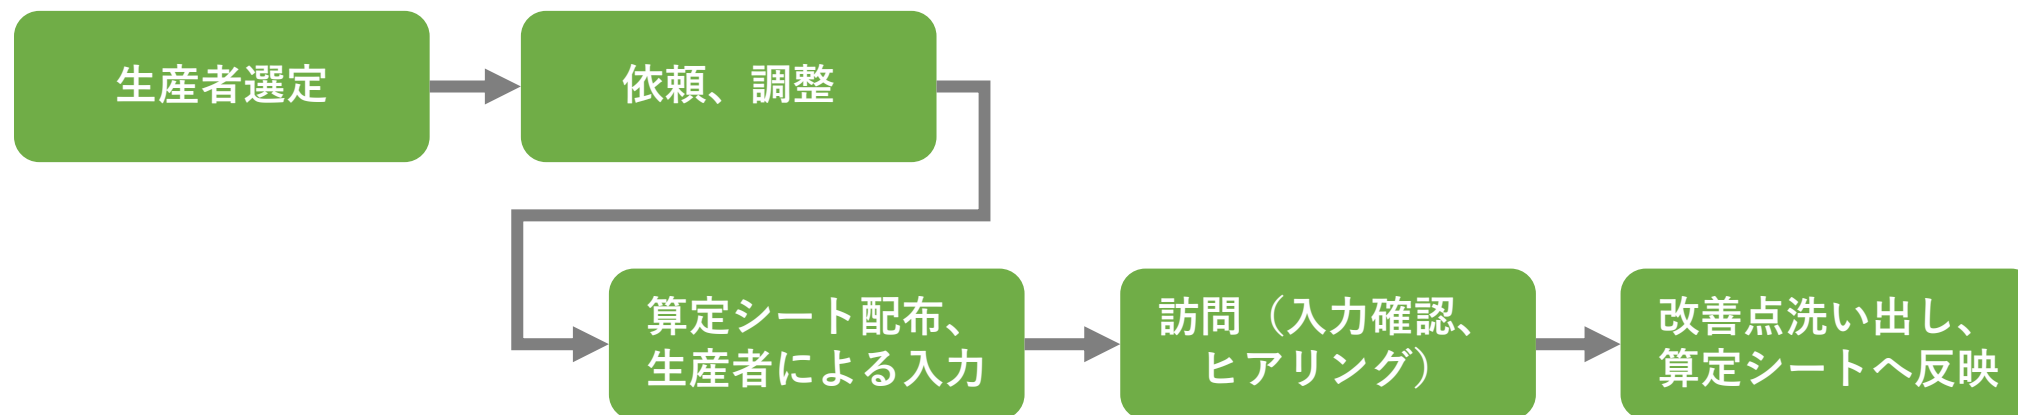 生産者選定
依頼、調整
算定シート配布、
生産者による入力
訪問（入力確認、
ヒアリング）
改善点洗い出し、
算定シートへ反映